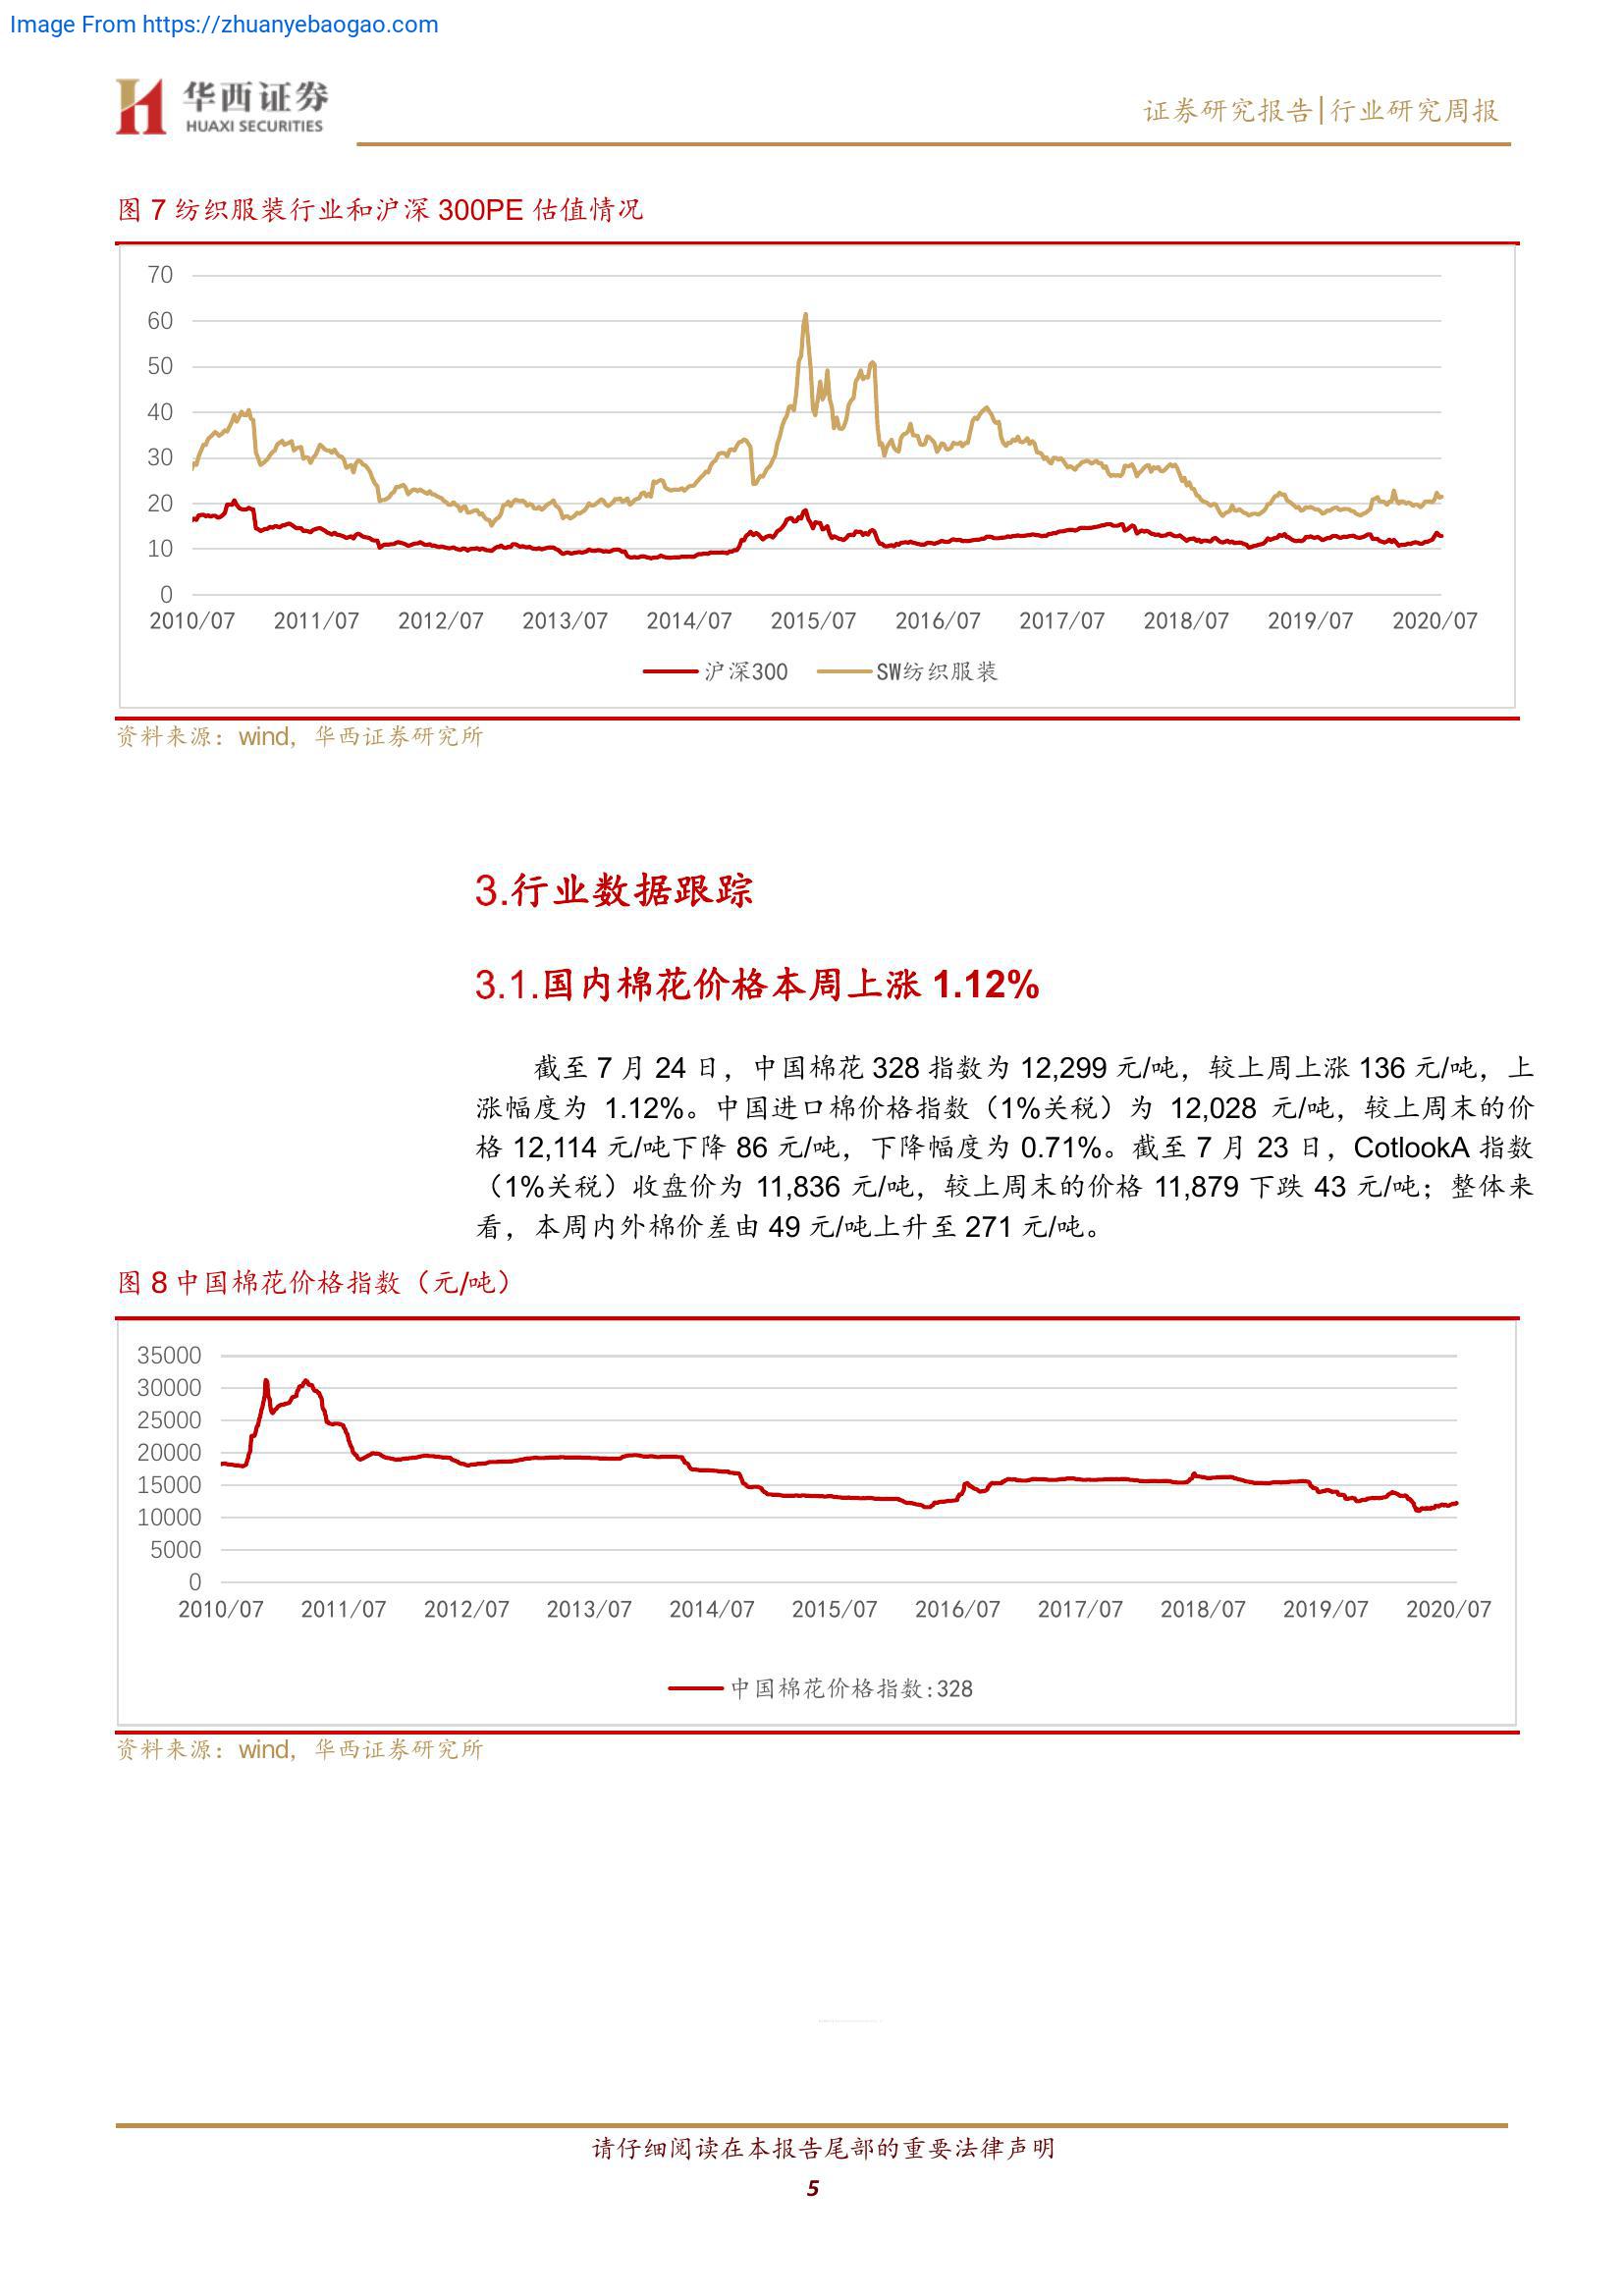 Image From https://zhuanyebaogao.com
华西证券
HUAXI SECURITIES
证券研究报告|行业研究周报
图 7 纺织服装行业和沪深 300PE 估值情况
70
60
50
40
30
20
10
0
2010/07 2011/07 2012/07 2013/07 2014/07 2015/07 2016/07 2017/07 2018/07 2019/07 2020/07
沪深300 SW纺织服装
资料来源：wind，华西证券研究所
3.行业数据跟踪
3.1.国内棉花价格本周上涨 1.12%
截至 7 月 24 日，中国棉花 328 指数为 12,299 元/吨，较上周上涨 136 元/吨，上
涨幅度为 1.12%。中国进口棉价格指数（1%关税）为 12,028 元/吨，较上周末的价
格 12,114 元/吨下降 86 元/吨，下降幅度为 0.71%。截至 7 月 23 日，CotlookA 指数
（1%关税）收盘价为 11,836 元/吨，较上周末的价格 11,879 下跌 43 元/吨；整体来
看，本周内外棉价差由 49 元/吨上升至 271 元/吨。
图 8 中国棉花价格指数（元/吨）
35000
30000
25000
20000
15000
10000
5000
0
2010/07 2011/07 2012/07 2013/07 2014/07 2015/07 2016/07 2017/07 2018/07 2019/07 2020/07
中国棉花价格指数:328
资料来源：wind，华西证券研究所
请仔细阅读在本报告尾部的重要法律声明
5